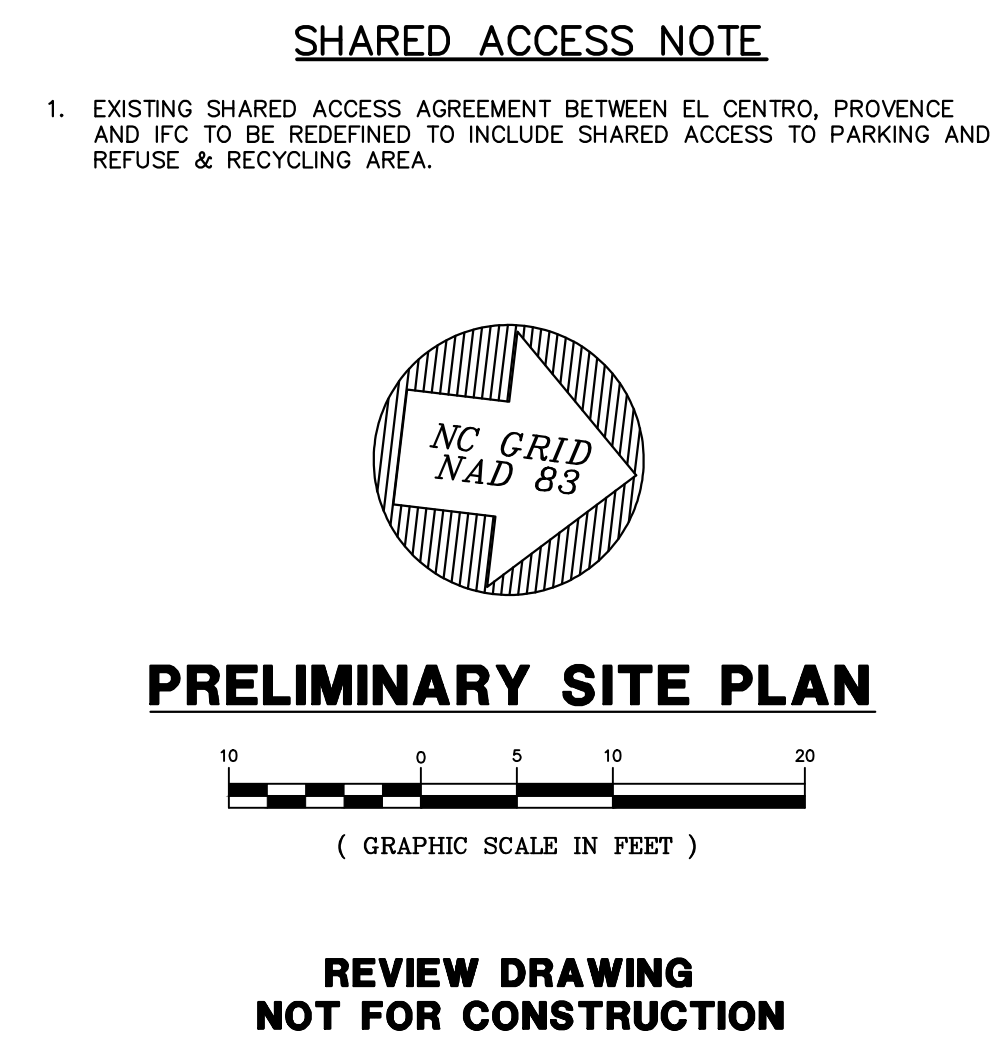 SHARED ACCESS NOTE
1. EXISTING SHARED ACCESS AGREEMENT BETWEEN EL CENTRO, PROVENCE
AND IFC TO BE REDEFINED TO INCLUDE SHARED ACCESS TO PARKING AND
REFUSE & RECYCLING AREA.
NC GRID
NAD 83
PRELIMINARY SITE PLAN
10 0 5 10 20
( GRAPHIC SCALE IN FEET )
REVIEW DRAWING
NOT FOR CONSTRUCTION